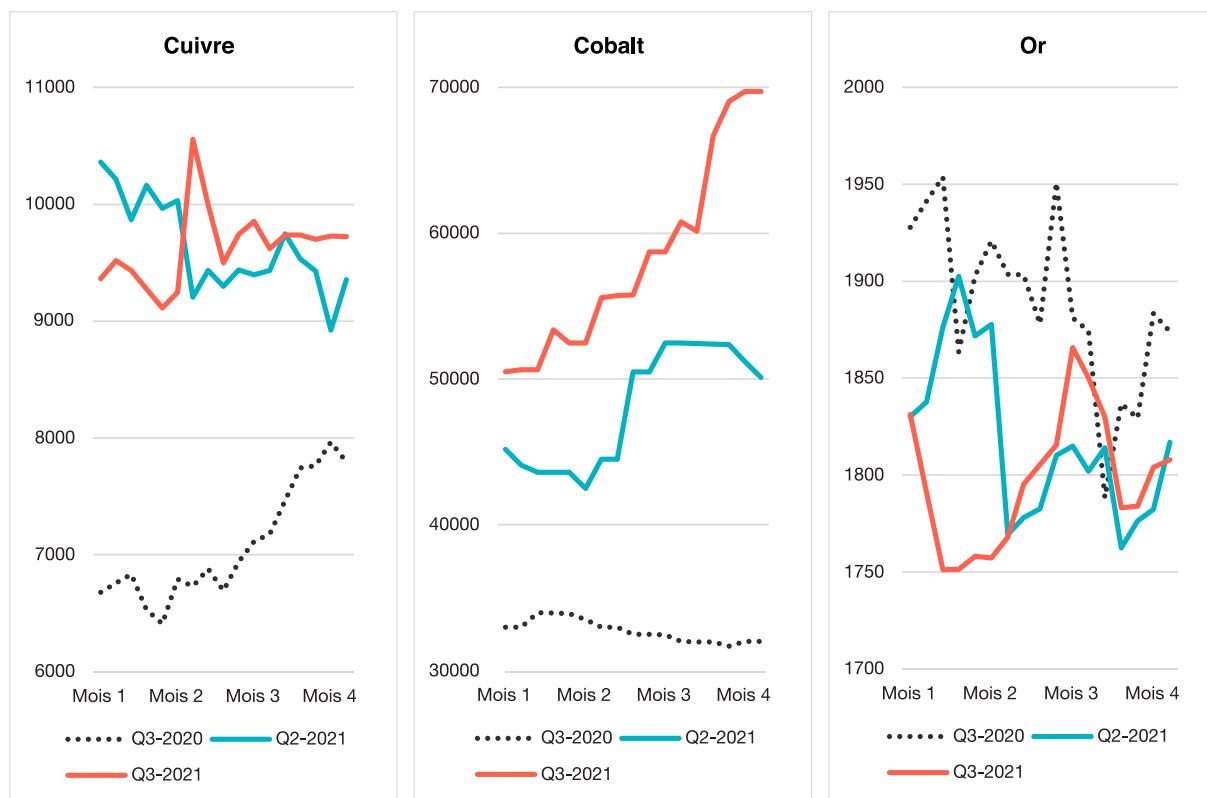 Cuivre
11000
10000
9000
8000
7000
6000
Mois 1 Mois 2 Mois 3 Mois 4
Q3-2020 Q2-2021
Q3-2021
Cobalt
70000
60000
50000
40000
30000
Mois 1 Mois 2 Mois 3 Mois 4
Q3-2020 Q2-2021
Q3-2021
Or
2000
1950
1900
1850
1800
1750
1700
Mois 1 Mois 2 Mois 3 Mois 4
Q3-2020 Q2-2021
Q3-2021